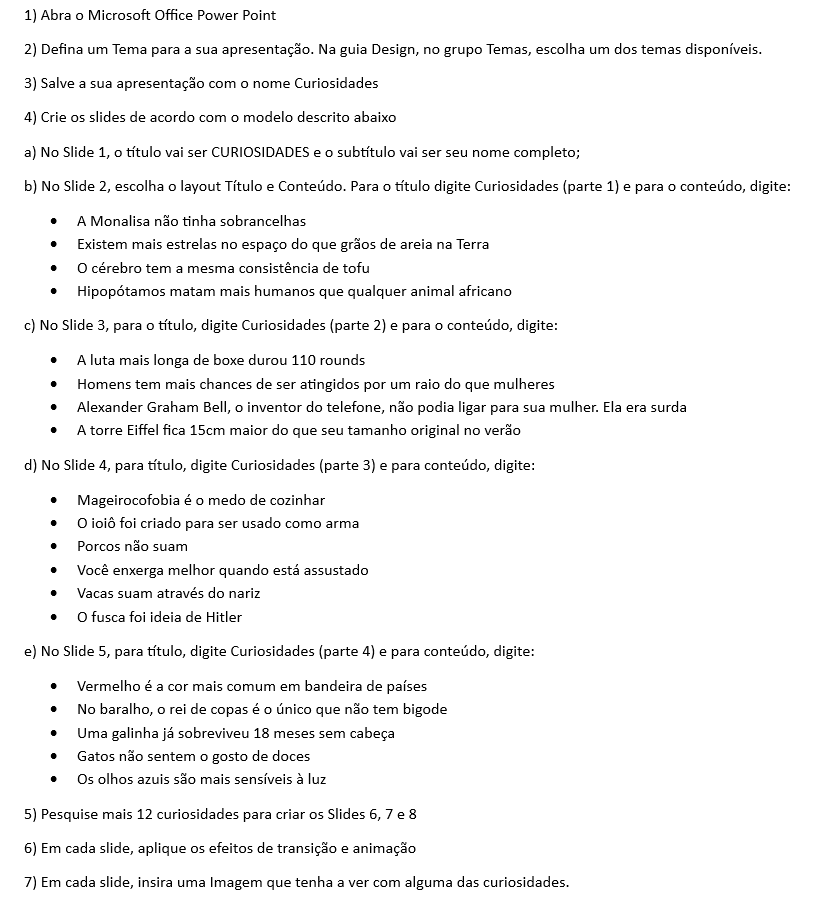 1) Abra o Microsoft Office Power Point
2) Defina um Tema para a sua apresentação. Na guia Design, no grupo Temas, escolha um dos temas disponíveis.
3) Salve a sua apresentação com o nome Curiosidades
4) Crie os slides de acordo com o modelo descrito abaixo
a) No Slide 1, o título vai ser CURIOSIDADES e o subtítulo vai ser seu nome completo;
b) No Slide 2, escolha o layout Título e Conteúdo. Para o título digite Curiosidades (parte 1) e para o conteúdo, digite:
• A Monalisa não tinha sobrancelhas
• Existem mais estrelas no espaço do que grãos de areia na Terra
• O cérebro tem a mesma consistência de tofu
• Hipopótamos matam mais humanos que qualquer animal africano
c) No Slide 3, para o título, digite Curiosidades (parte 2) e para o conteúdo, digite:
• A luta mais longa de boxe durou 110 rounds
• Homens tem mais chances de ser atingidos por um raio do que mulheres
• Alexander Graham Bell, o inventor do telefone, não podia ligar para sua mulher. Ela era surda
• A torre Eiffel fica 15cm maior do que seu tamanho original no verão
d) No Slide 4, para título, digite Curiosidades (parte 3) e para conteúdo, digite:
• Mageirocofobia é o medo de cozinhar
• O ioiô foi criado para ser usado como arma
• Porcos não suam
• Você enxerga melhor quando está assustado
• Vacas suam através do nariz
• O fusca foi ideia de Hitler
e) No Slide 5, para título, digite Curiosidades (parte 4) e para conteúdo, digite:
• Vermelho é a cor mais comum em bandeira de países
• No baralho, o rei de copas é o único que não tem bigode
• Uma galinha já sobreviveu 18 meses sem cabeça
• Gatos não sentem o gosto de doces
• Os olhos azuis são mais sensíveis à luz
5) Pesquise mais 12 curiosidades para criar os Slides 6, 7 e 8
6) Em cada slide, aplique os efeitos de transição e animação
7) Em cada slide, insira uma Imagem que tenha a ver com alguma das curiosidades.